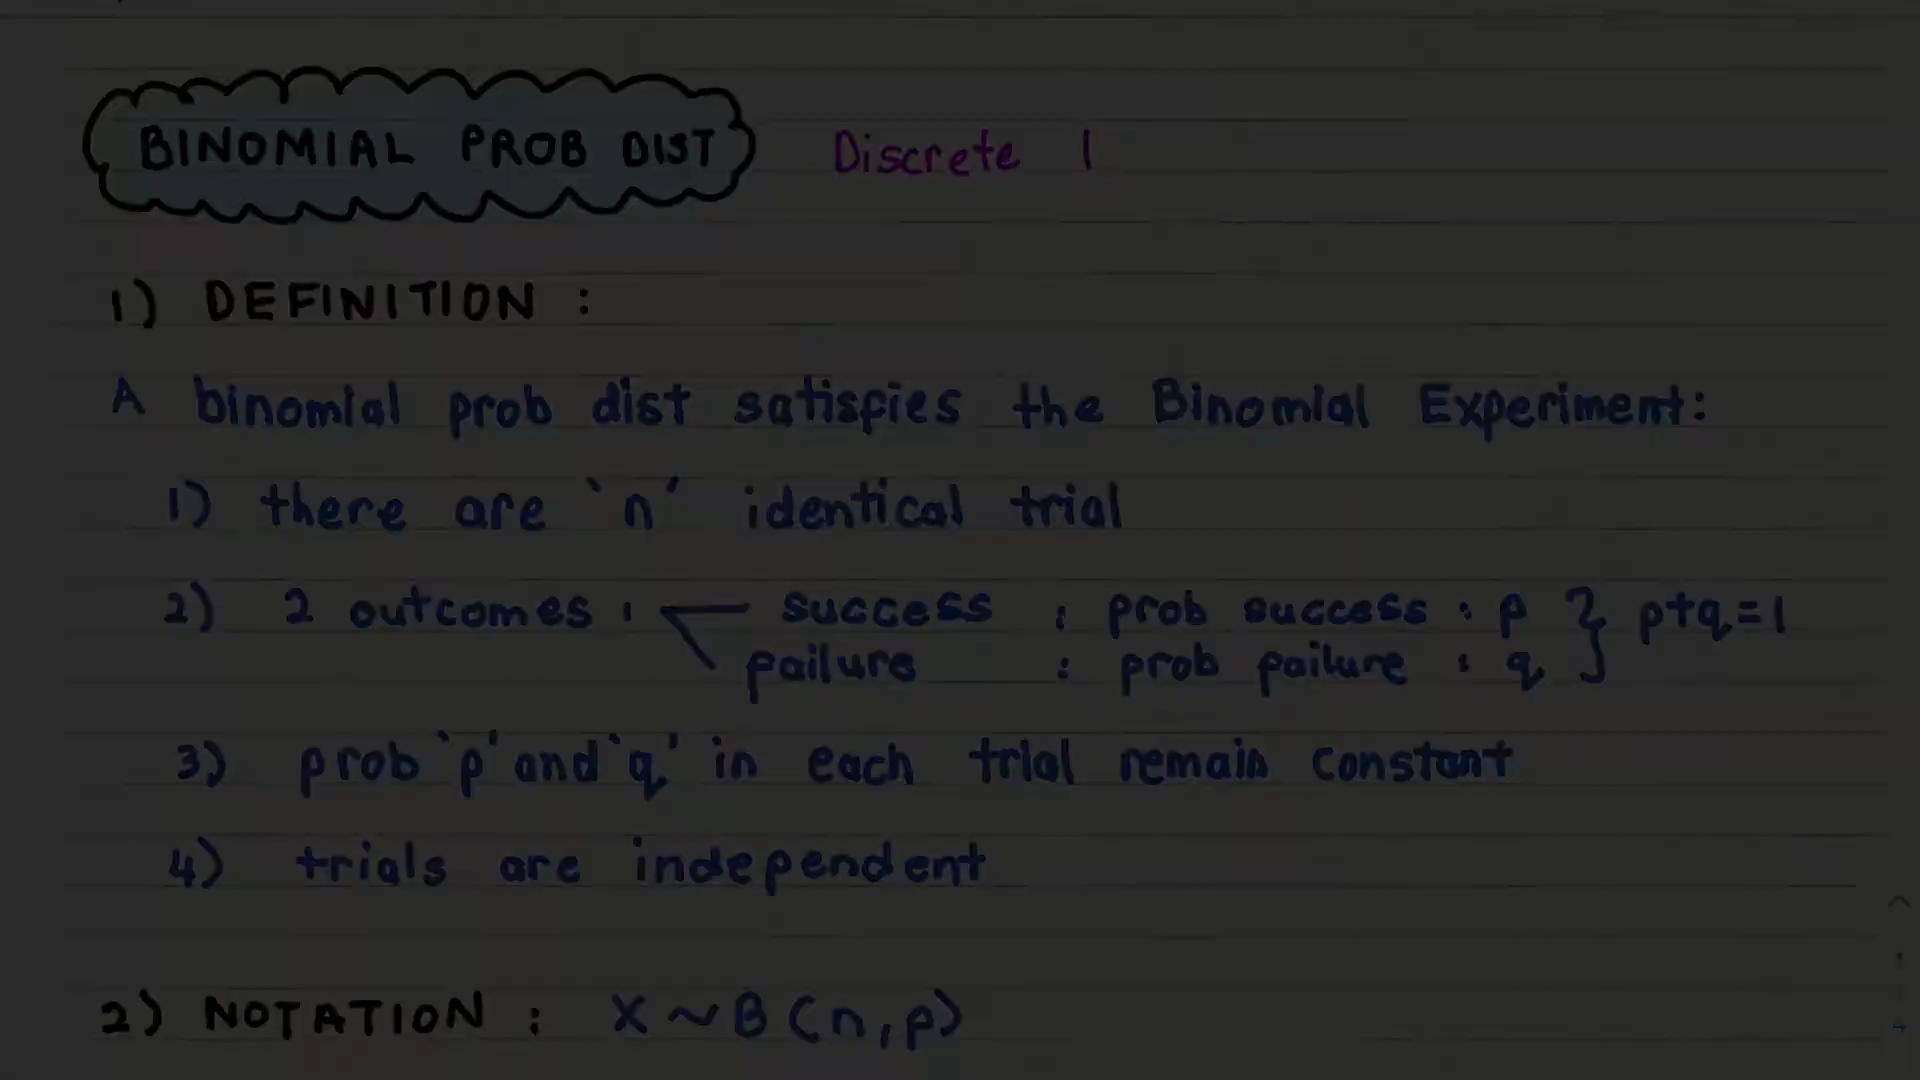 BINOMIAL PROB DIST Discrete 1
1) DEFINITION :
A binomial prob dist satisfies the Binomial Experiment:
1) there are 'n' identical trial
2) 2 outcomes : success : prob success : p } p+q=1
failure : prob failure : q
3) prob 'p' and 'q' in each trial remain constant
4) trials are independent
2) NOTATION : X ~ B (n, p)